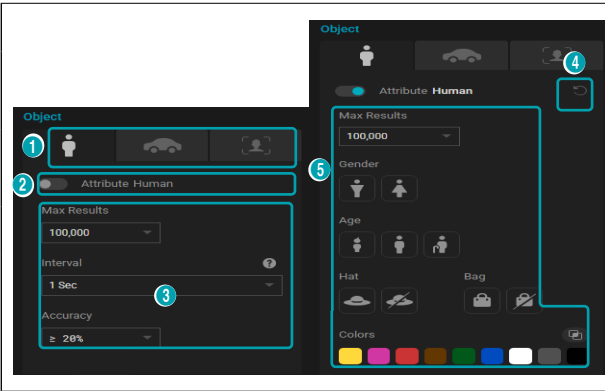 Object
1
2
Attribute Human
Max Results
100,000
Interval
?
1 Sec
3
Accuracy
≥ 20%
Object
4
Attribute Human
5
Max Results
100,000
Gender
Age
Hat Bag
Colors